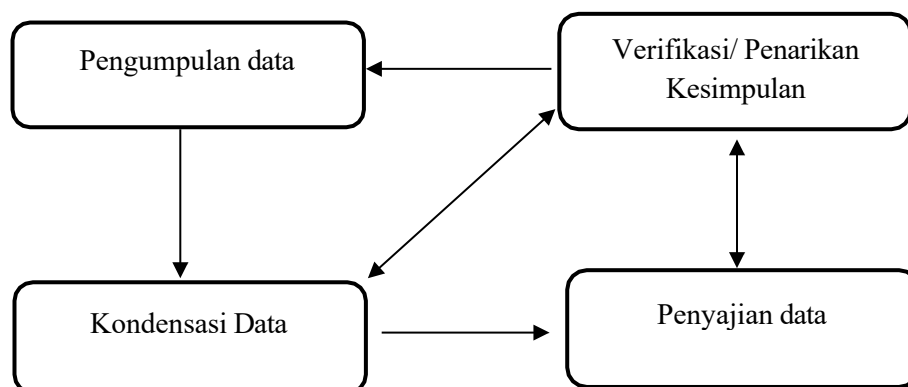 Pengumpulan data
Verifikasi/ Penarikan
Kesimpulan
Kondensasi Data
Penyajian data